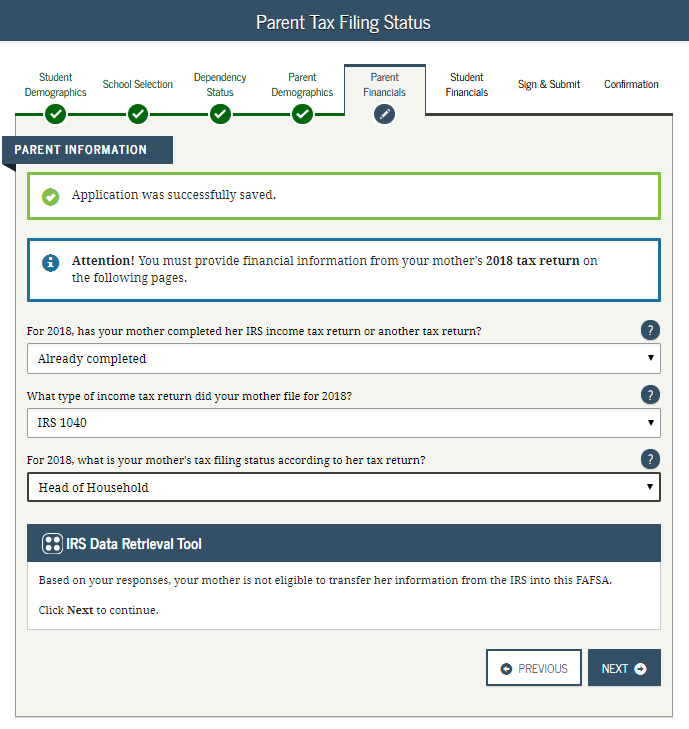 Parent Tax Filing Status
Student
Demographics
School Selection
Dependency
Status
Parent
Demographics
Parent
Financials
Student
Financials
Sign & Submit
Confirmation
PARENT INFORMATION
Application was successfully saved.
Attention! You must provide financial information from your mother's 2018 tax return on
the following pages.
For 2018, has your mother completed her IRS income tax return or another tax return?
?
Already completed
What type of income tax return did your mother file for 2018?
?
IRS 1040
For 2018, what is your mother's tax filing status according to her tax return?
?
Head of Household
IRS Data Retrieval Tool
Based on your responses, your mother is not eligible to transfer her information from the IRS into this FAFSA.
Click Next to continue.
PREVIOUS
NEXT